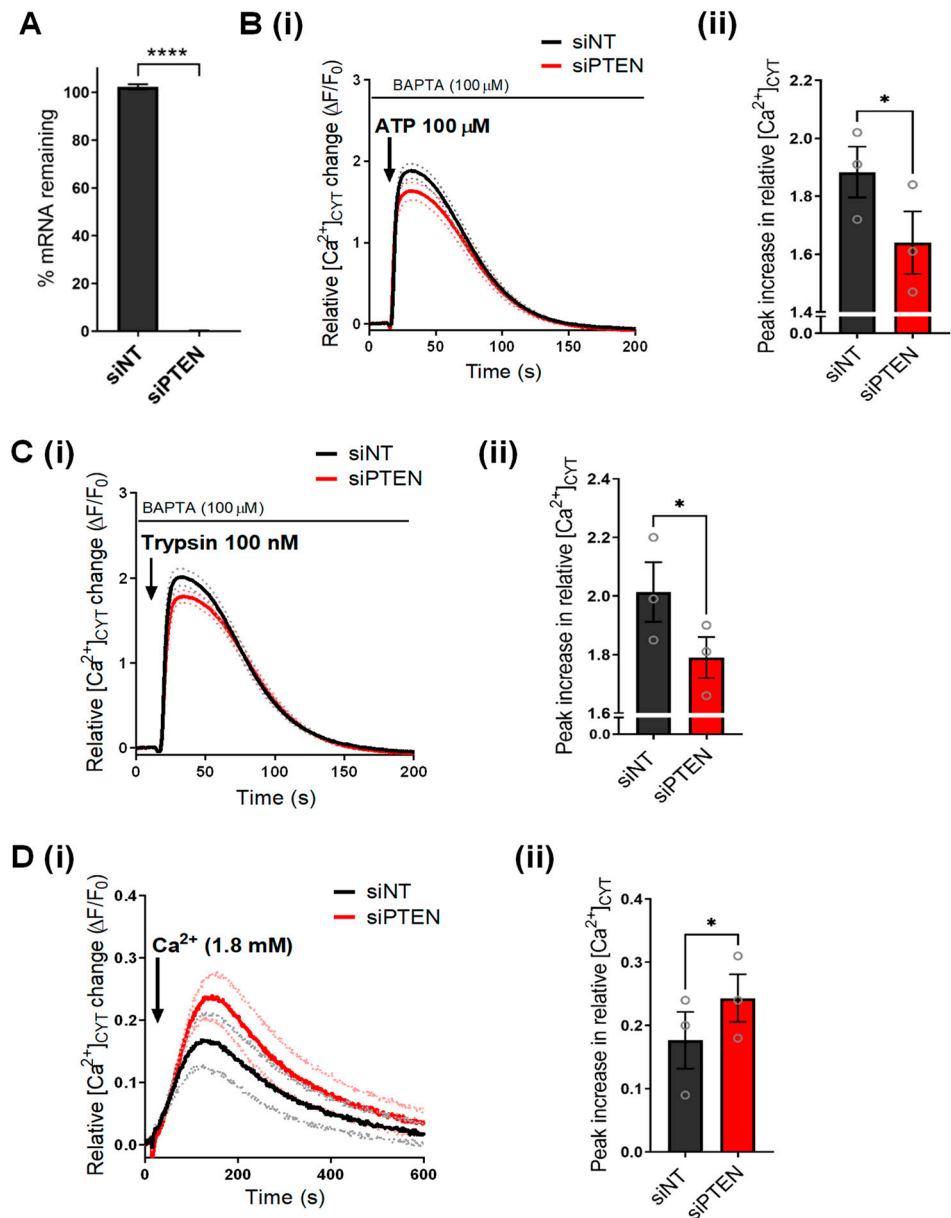 A
% mRNA remaining
100
80
60
40
20
0
****
siNT
siPTEN
B (i)
siNT
siPTEN
Relative [Ca2+]CYT change (ΔF/F0)
3
2
1
0
BAPTA (100 μM)
ATP 100 μM
0 50 100 150 200
Time (s)
(ii)
Peak increase in relative [Ca2+]CYT
2.2
2.0
1.8
1.6
1.4
0.0
*
siNT
siPTEN
C (i)
siNT
siPTEN
Relative [Ca2+]CYT change (ΔF/F0)
3
2
1
0
BAPTA (100 μM)
Trypsin 100 nM
0 50 100 150 200
Time (s)
(ii)
Peak increase in relative [Ca2+]CYT
2.4
2.2
2.0
1.8
1.6
0.0
*
siNT
siPTEN
D (i)
siNT
siPTEN
Relative [Ca2+]CYT change (ΔF/F0)
0.4
0.3
0.2
0.1
0.0
Ca2+ (1.8 mM)
0 200 400 600
Time (s)
(ii)
Peak increase in relative [Ca2+]CYT
0.4
0.3
0.2
0.1
0.0
*
siNT
siPTEN